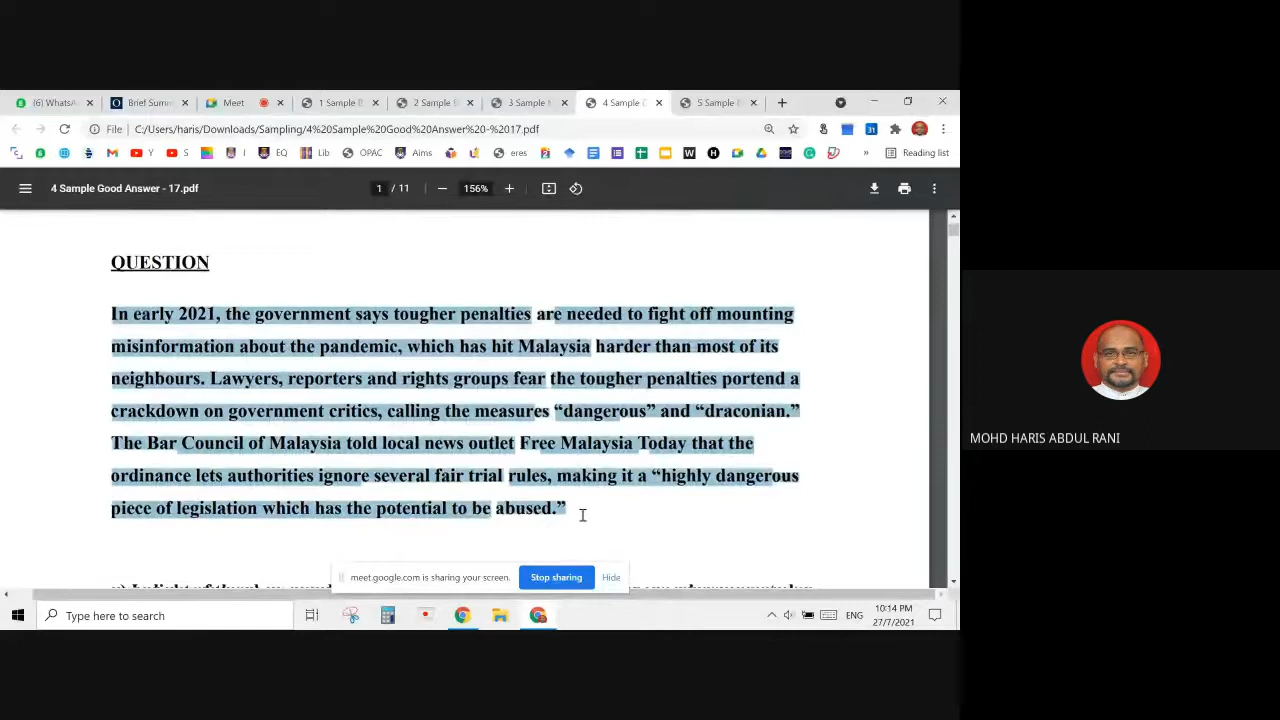 (6) WhatsA
Brief Summ
Meet
1 Sample B
2 Sample E
3 Sample M
4 Sample G
5 Sample
File
C:/Users/haris/Downloads/Sampling/4%20Sample%20Good%20Answer%20-%2017.pdf
Y
S
I
EQ
Lib
OPAC
Aims
eres
Reading list
4 Sample Good Answer - 17.pdf
1 / 11
156%
QUESTION
In early 2021, the government says tougher penalties are needed to fight off mounting
misinformation about the pandemic, which has hit Malaysia harder than most of its
neighbours. Lawyers, reporters and rights groups fear the tougher penalties portend a
crackdown on government critics, calling the measures “dangerous” and “draconian.”
The Bar Council of Malaysia told local news outlet Free Malaysia Today that the
ordinance lets authorities ignore several fair trial rules, making it a “highly dangerous
piece of legislation which has the potential to be abused.”
meet.google.com is sharing your screen.
Stop sharing
Hide
MOHD HARIS ABDUL RANI
Type here to search
ENG
10:14 PM
27/7/2021